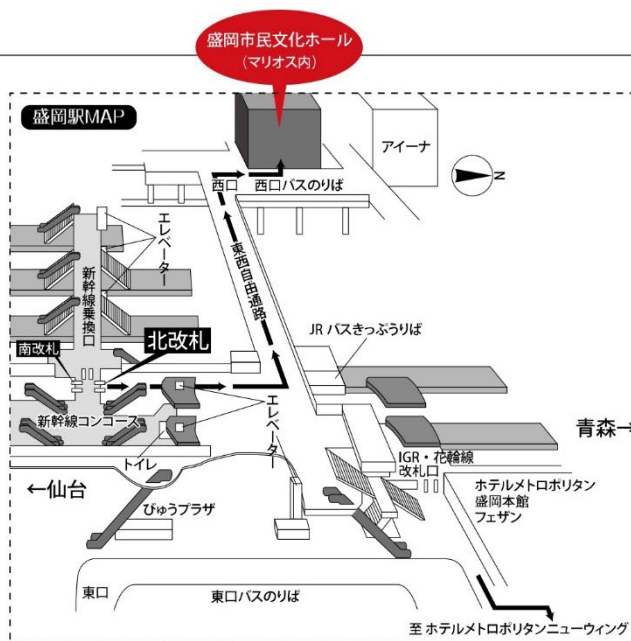 盛岡市民文化ホール
（マリオス内）
盛岡駅MAP
アイーナ
N
西口
西口バスのりば
エレベーター
東西自由通路
新幹線乗換口
JR バスきっぷうりば
南改札
北改札
新幹線コンコース
エレベーター
トイレ
青森→
IGR・花輪線
改札口
←仙台
びゅうプラザ
ホテルメトロポリタン
盛岡本館
フェザン
東口
東口バスのりば
至 ホテルメトロポリタンニューウィング